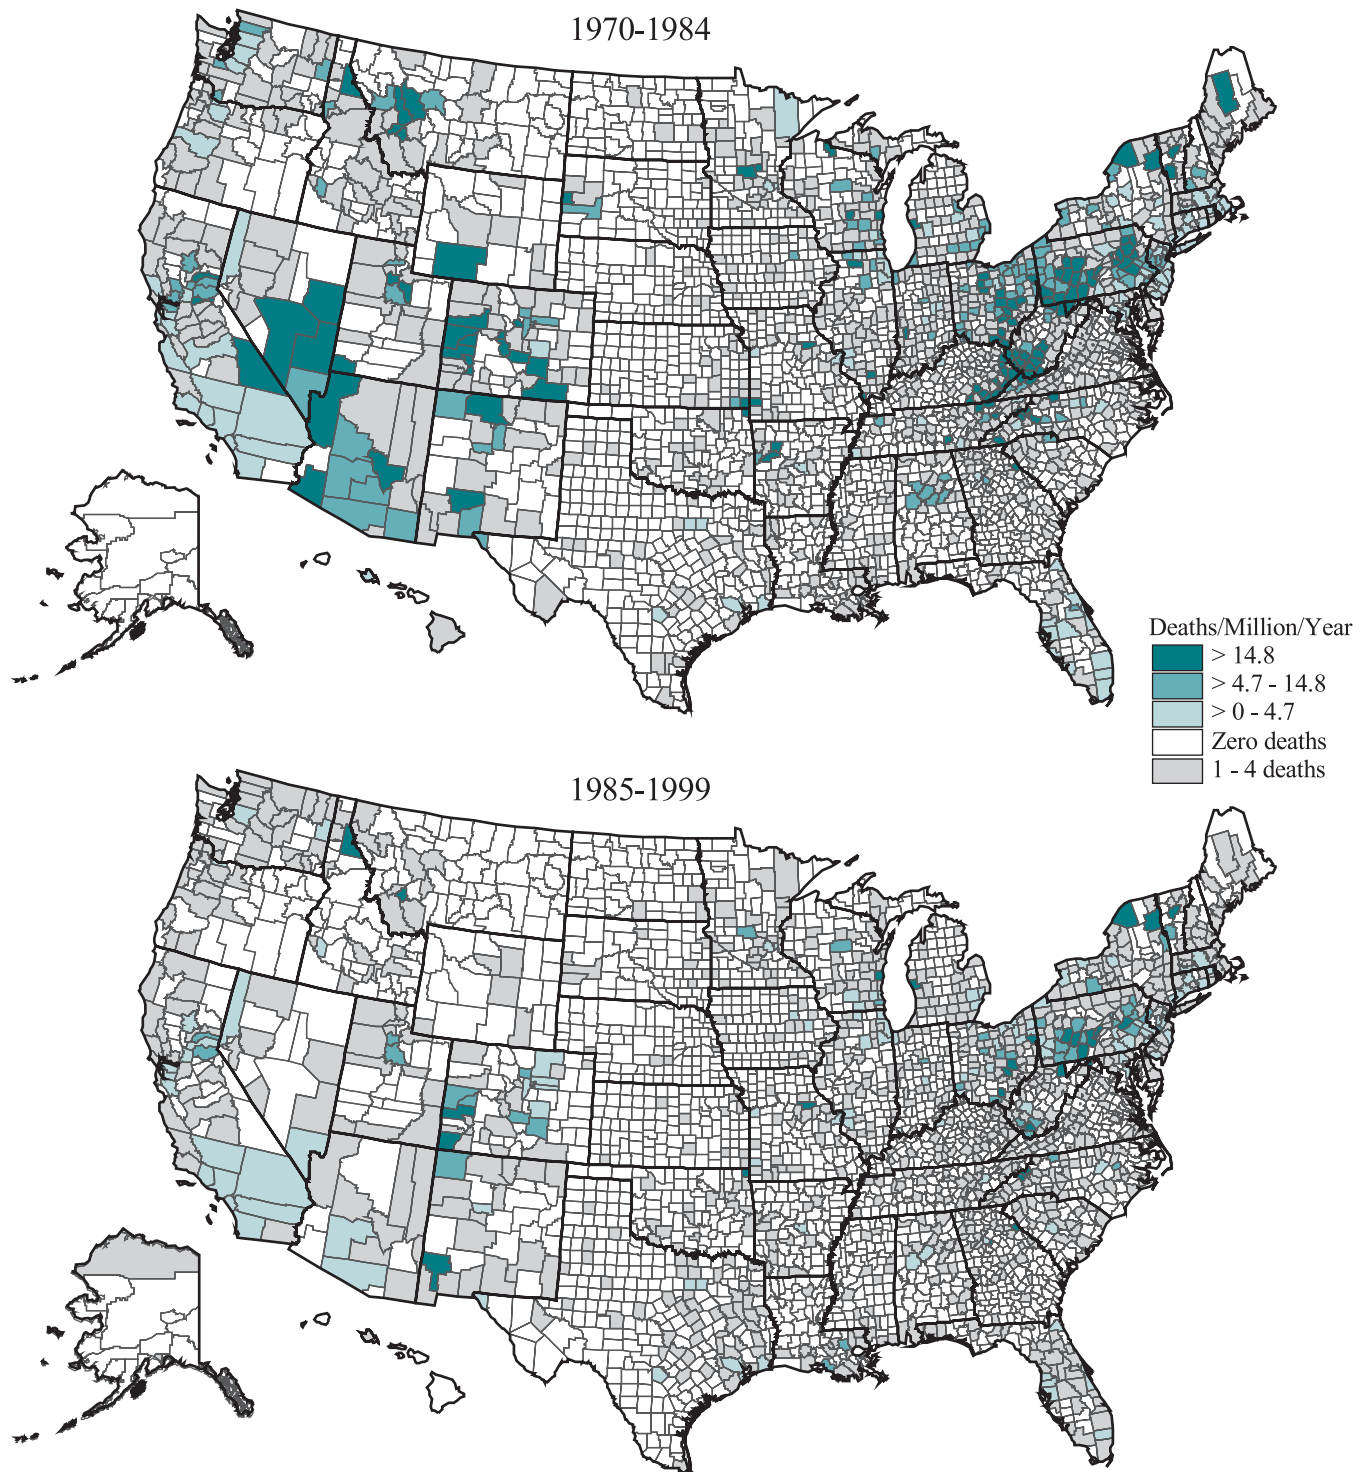 1970-1984
Deaths/Million/Year
> 14.8
> 4.7 - 14.8
> 0 - 4.7
Zero deaths
1 - 4 deaths
1985-1999